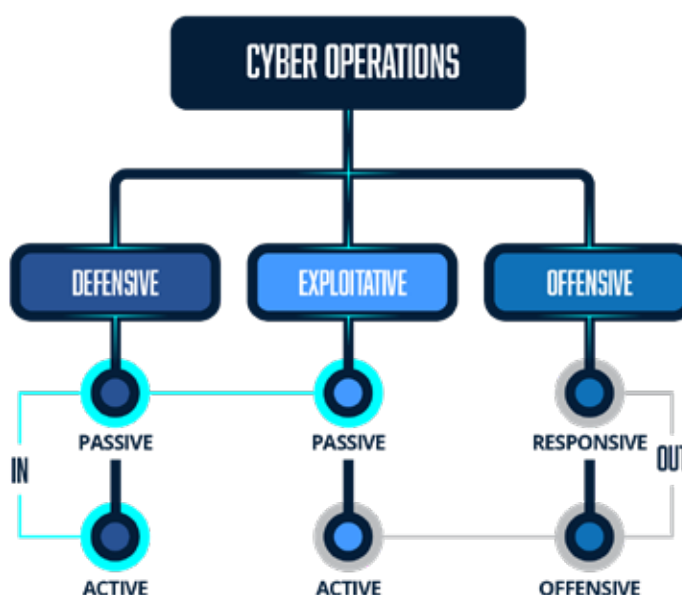 CYBER OPERATIONS
DEFENSIVE
EXPLOITATIVE
OFFENSIVE
PASSIVE
PASSIVE
RESPONSIVE
IN
OUT
ACTIVE
ACTIVE
OFFENSIVE